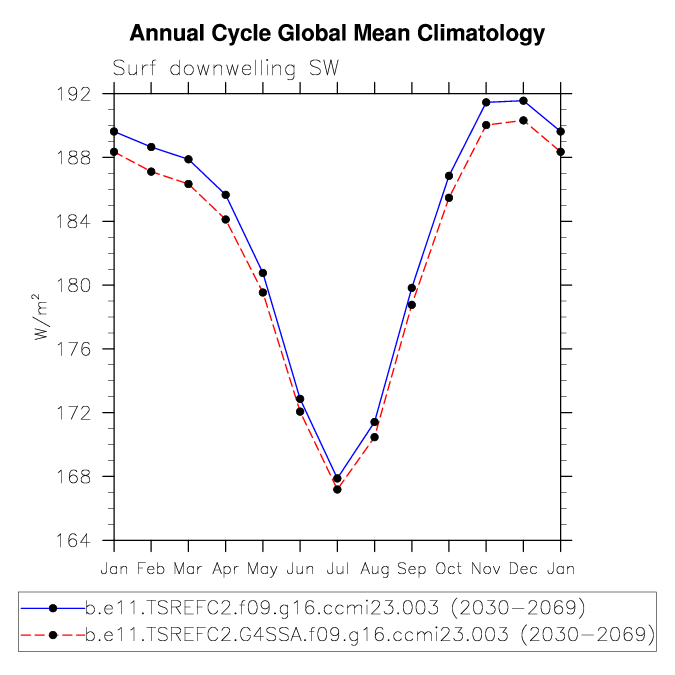 Annual Cycle Global Mean Climatology
Surf downwelling SW
192
188
184
180
176
172
168
164
W/m²
Jan Feb Mar Apr May Jun Jul Aug Sep Oct Nov Dec Jan
b.e11.TSREFC2.f09.g16.ccmi23.003 (2030-2069)
b.e11.TSREFC2.G4SSA.f09.g16.ccmi23.003 (2030-2069)